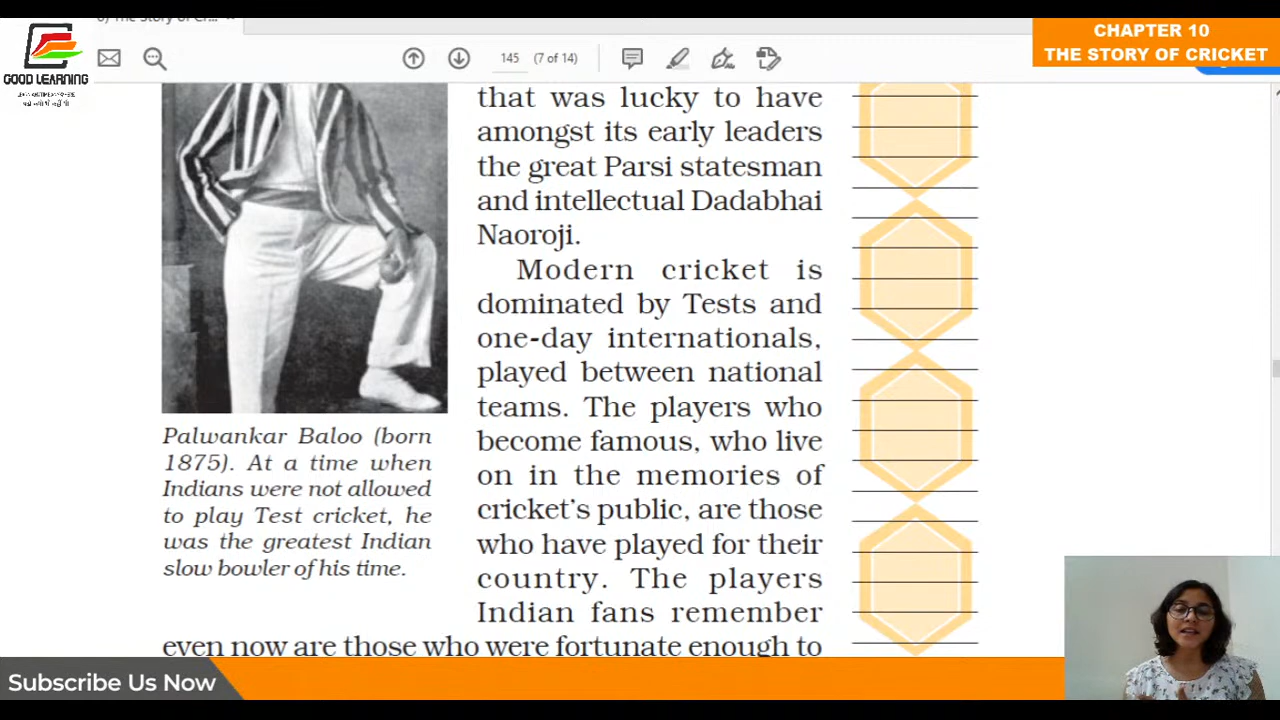 CHAPTER 10
THE STORY OF CRICKET
GOOD LEARNING
145 (7 of 14)
that was lucky to have
amongst its early leaders
the great Parsi statesman
and intellectual Dadabhai
Naoroji.
Modern cricket is
dominated by Tests and
one-day internationals,
played between national
teams. The players who
become famous, who live
on in the memories of
cricket's public, are those
who have played for their
country. The players
Indian fans remember
even now are those who were fortunate enough to
Palwankar Baloo (born
1875). At a time when
Indians were not allowed
to play Test cricket, he
was the greatest Indian
slow bowler of his time.
Subscribe Us Now